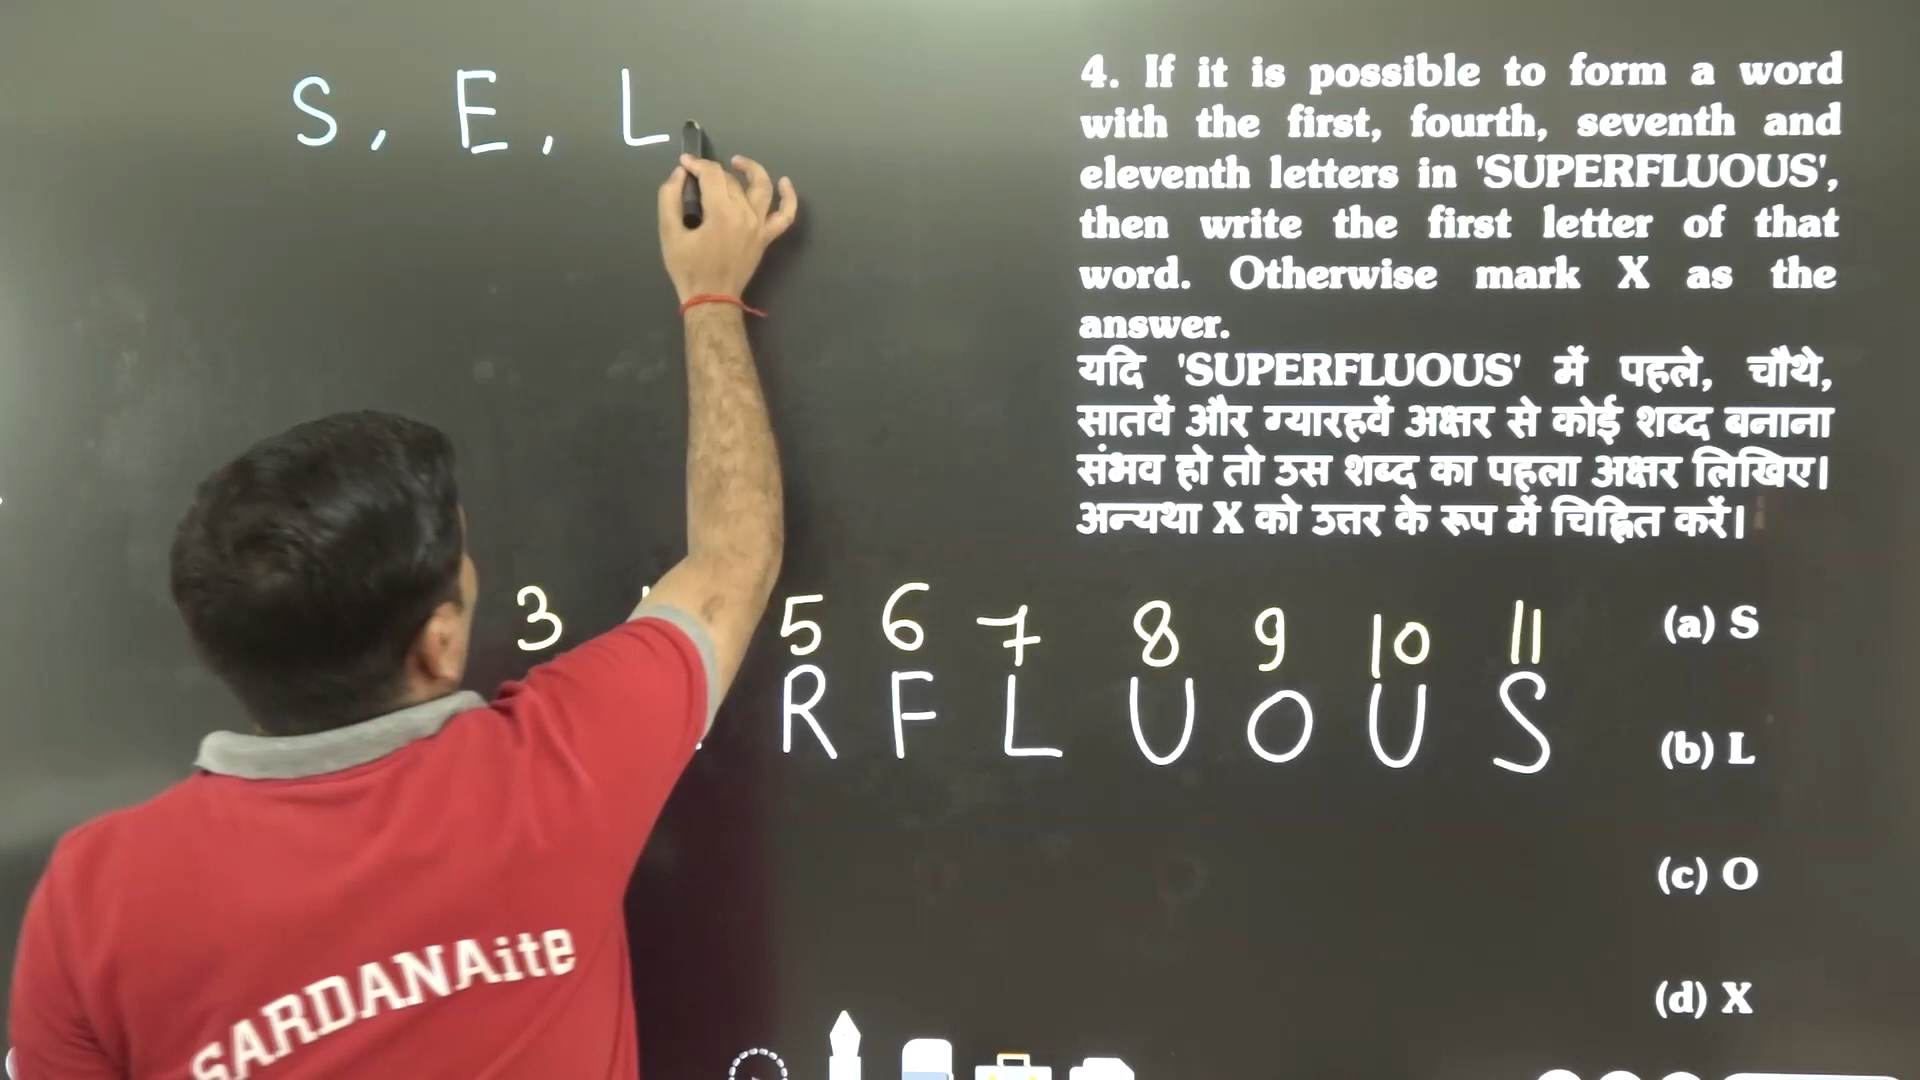 S, E, L
4. If it is possible to form a word
with the first, fourth, seventh and
eleventh letters in 'SUPERFLUOUS',
then write the first letter of that
word. Otherwise mark X as the
answer.
यदि 'SUPERFLUOUS' में पहले, चौथे,
सातवें और ग्यारहवें अक्षर से कोई शब्द बनाना
संभव हो तो उस शब्द का पहला अक्षर लिखिए।
अन्यथा X को उत्तर के रूप में चिह्नित करें।
3 5 6 7 8 9 10 11
R F L U O U S
(a) S
(b) L
(c) O
(d) X
SARDANAite